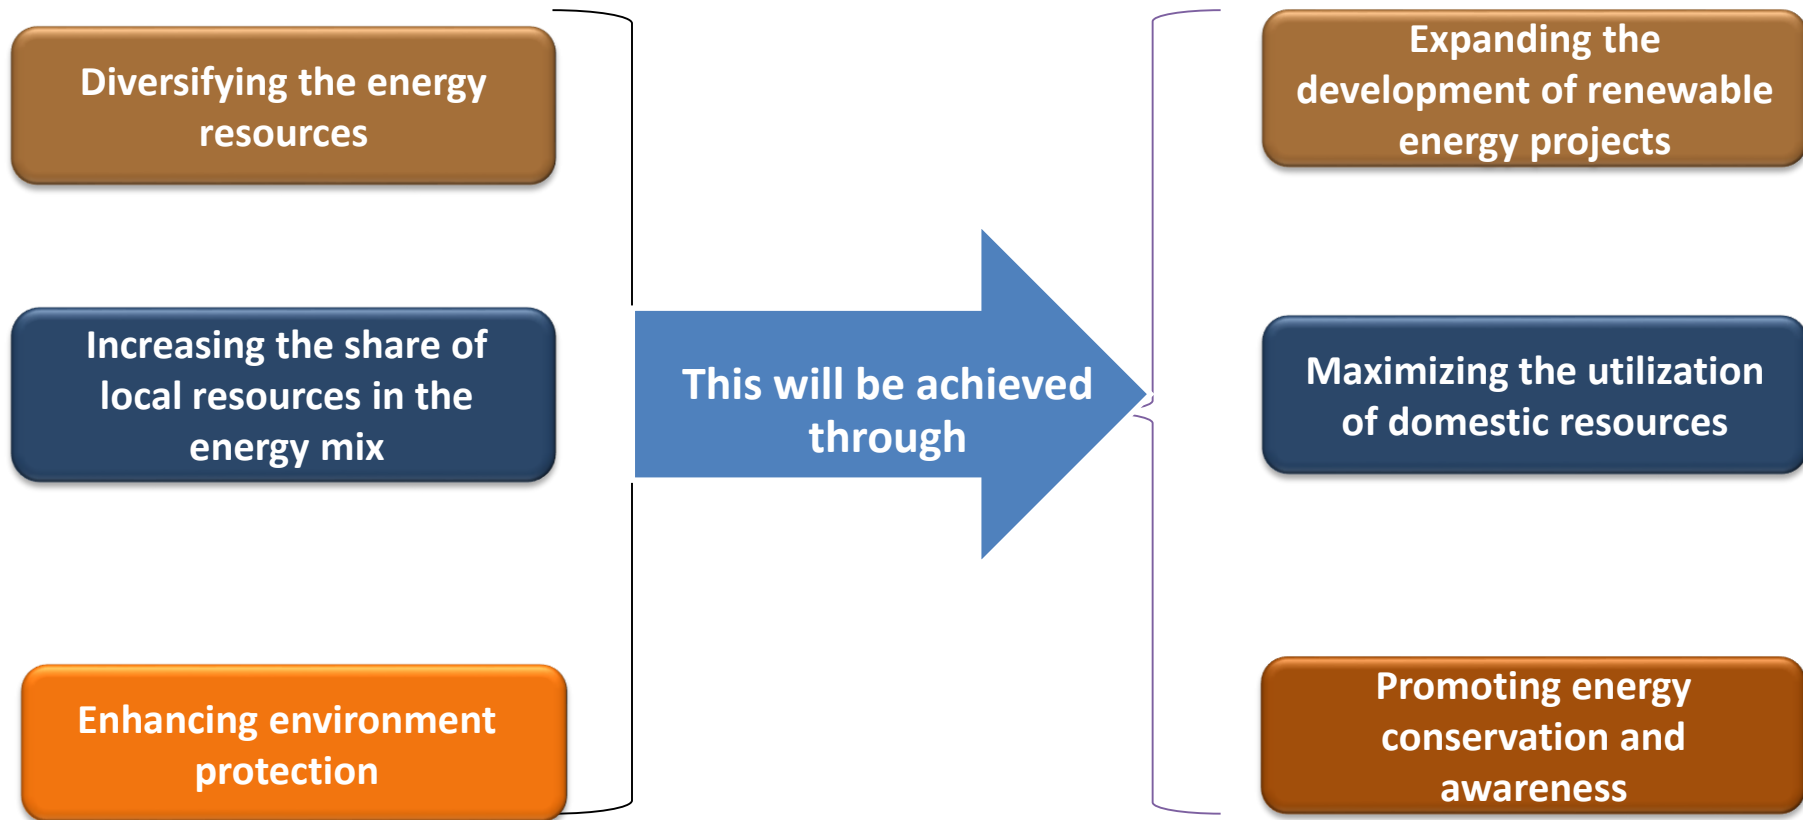 Diversifying the energy
resources
Increasing the share of
local resources in the
energy mix
Enhancing environment
protection
This will be achieved
through
Expanding the
development of renewable
energy projects
Maximizing the utilization
of domestic resources
Promoting energy
conservation and
awareness